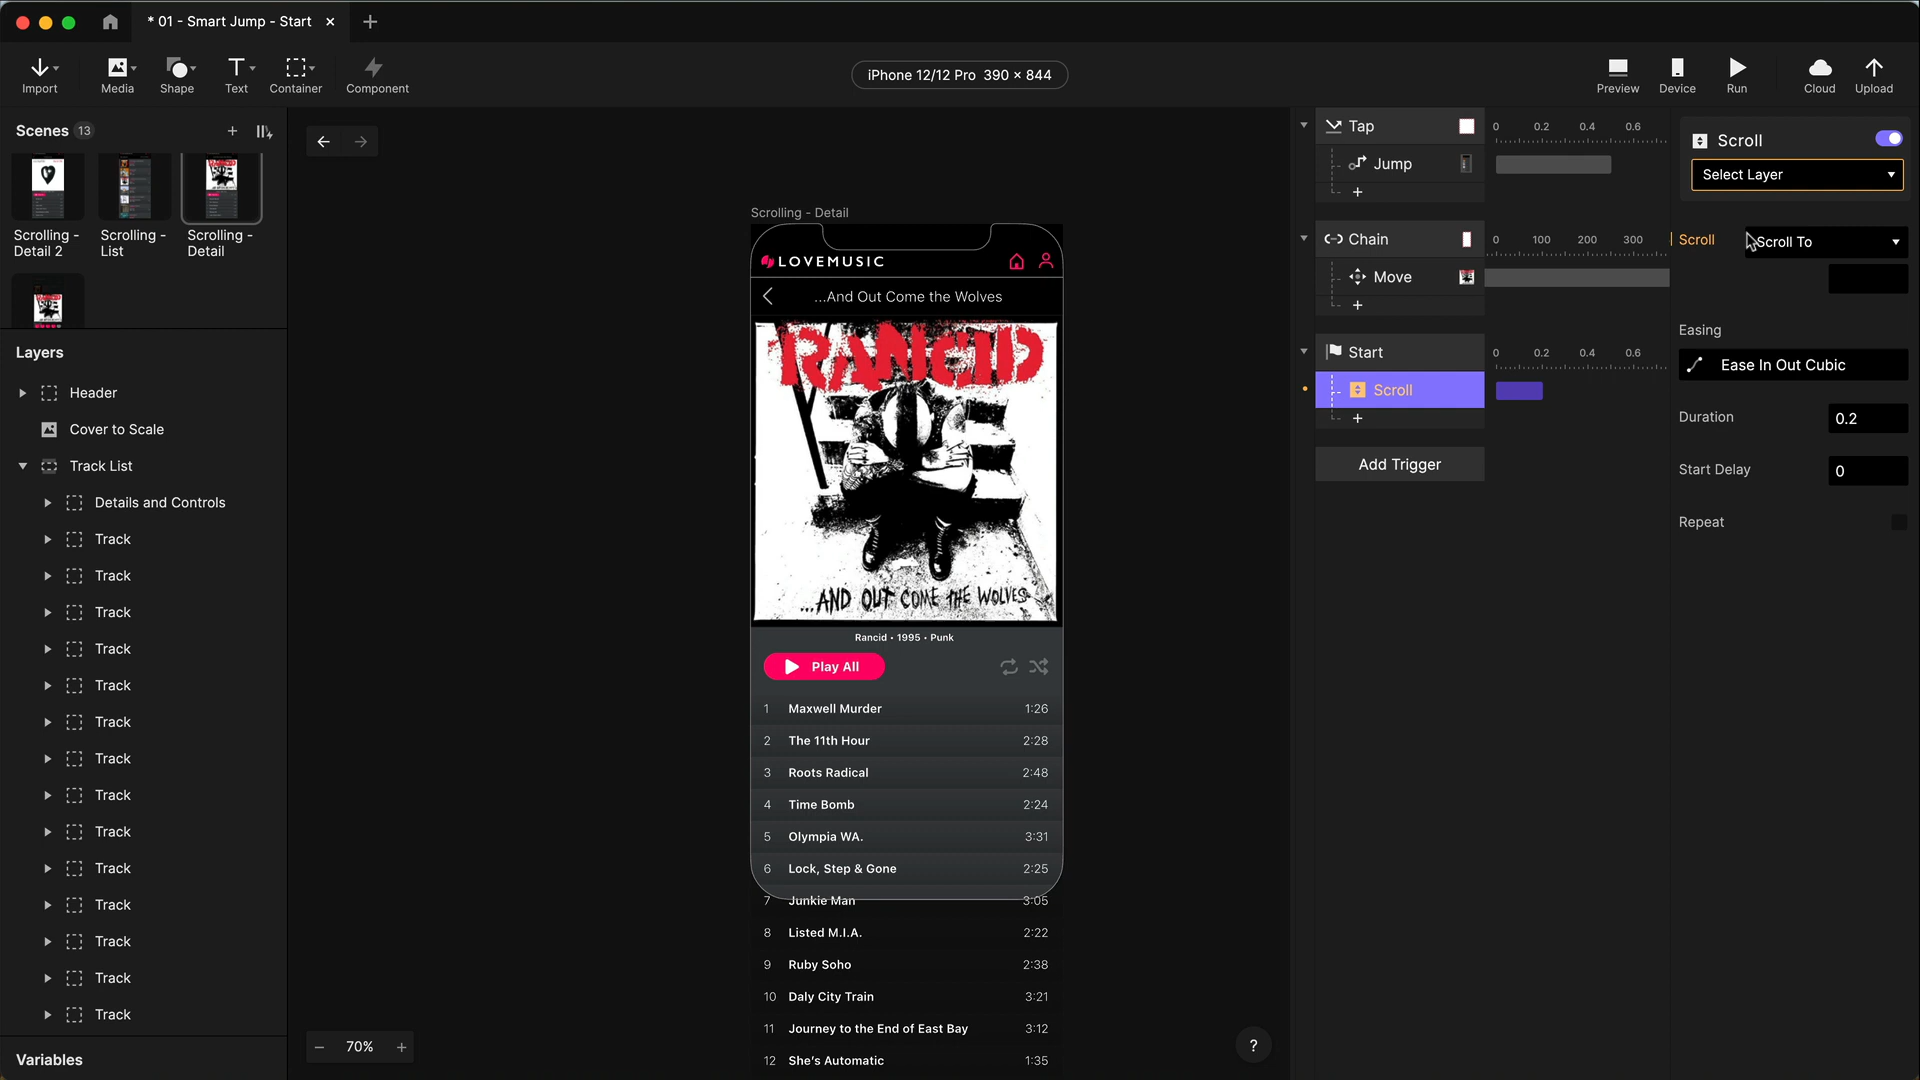 * 01 - Smart Jump - Start
Import
Media
Shape
Text
Container
Component
iPhone 12/12 Pro 390 × 844
Preview
Device
Run
Cloud
Upload
Scenes 13
Scrolling - Detail 2
Scrolling - List
Scrolling - Detail
Layers
Header
Cover to Scale
Track List
Details and Controls
Track
Track
Track
Track
Track
Track
Track
Track
Track
Track
Track
Track
Track
Track
Variables
Scrolling - Detail
LOVEMUSIC
...And Out Come the Wolves
RANCID
...AND OUT COME THE WOLVES
Rancid • 1995 • Punk
Play All
1 Maxwell Murder 1:26
2 The 11th Hour 2:28
3 Roots Radical 2:48
4 Time Bomb 2:24
5 Olympia WA. 3:31
6 Lock, Step & Gone 2:25
7 Junkie Man 3:05
8 Listed M.I.A. 2:22
9 Ruby Soho 2:38
10 Daly City Train 3:21
11 Journey to the End of East Bay 3:12
12 She's Automatic 1:35
70%
?
Tap 0 0.2 0.4 0.6
Jump
Chain 0 100 200 300
Move
Start 0 0.2 0.4 0.6
Scroll
Add Trigger
Scroll
Select Layer
Scroll Scroll To
Easing
Ease In Out Cubic
Duration 0.2
Start Delay 0
Repeat